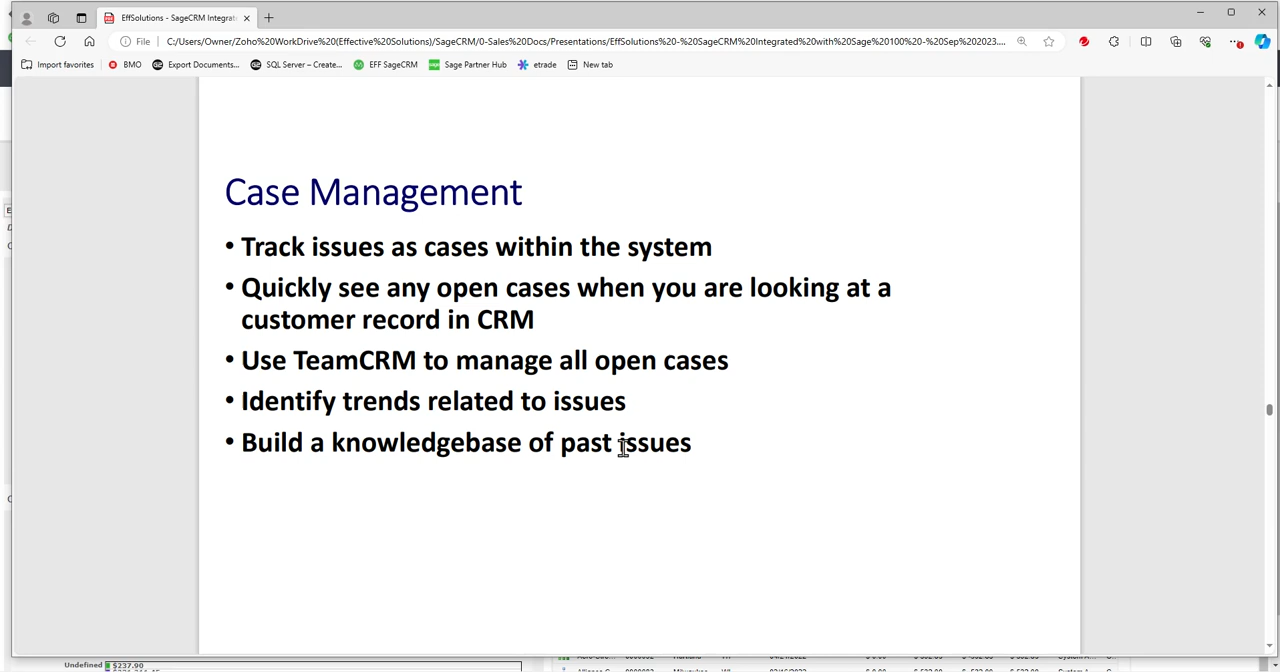 EffSolutions - SageCRM Integrat
File
C:/Users/Owner/Zoho%20WorkDrive%20(Effective%20Solutions)/SageCRM/0-Sales%20Docs/Presentations/EffSolutions%20-%20SageCRM%20Integrated%20with%20Sage%20100%20-%20Sep%202023....
Import favorites
BMO
Export Documents...
SQL Server – Create...
EFF SageCRM
Sage Partner Hub
etrade
New tab
Case Management
• Track issues as cases within the system
• Quickly see any open cases when you are looking at a
customer record in CRM
• Use TeamCRM to manage all open cases
• Identify trends related to issues
• Build a knowledgebase of past issues
Undefined
$237.90